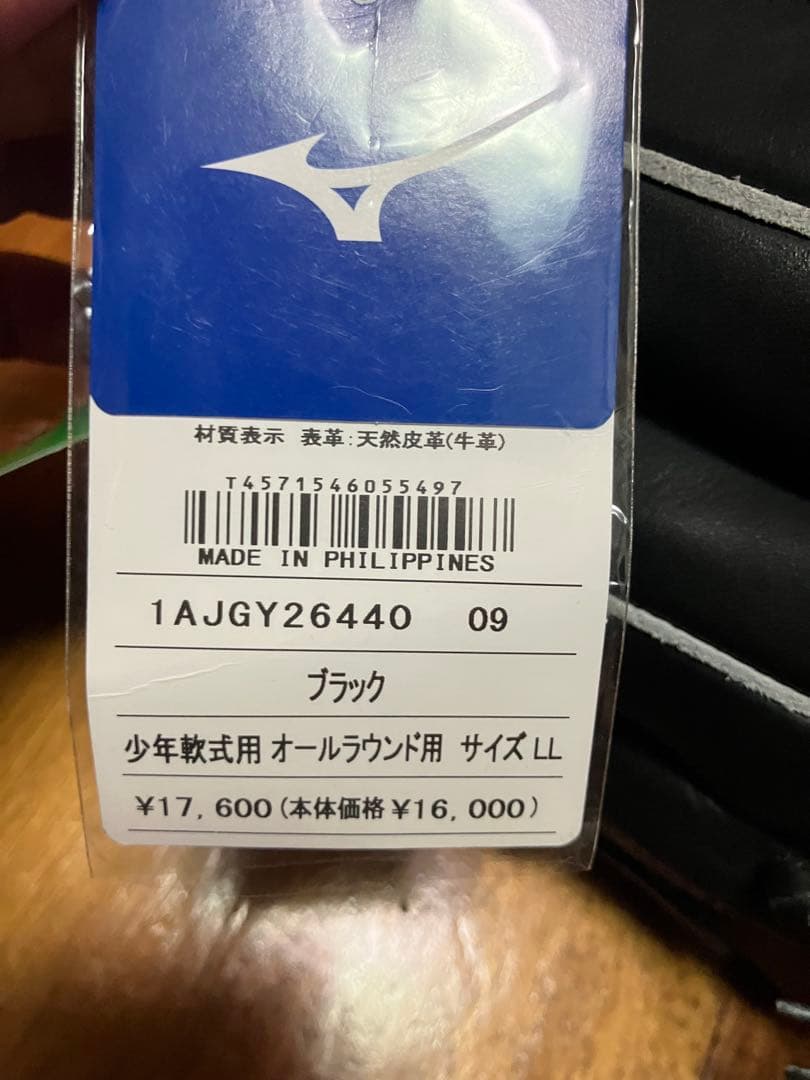 材質表示 表革:天然皮革(牛革)
T4571546055497
MADE IN PHILIPPINES
1AJGY26440 09
ブラック
少年軟式用 オールラウンド用 サイズLL
¥17,600(本体価格¥16,000)